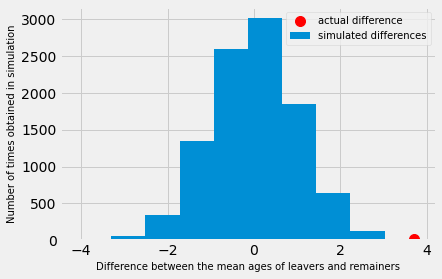 actual difference
simulated differences
3000
2500
2000
1500
1000
500
0
−4 −2 0 2 4
Number of times obtained in simulation
Difference between the mean ages of leavers and remainers